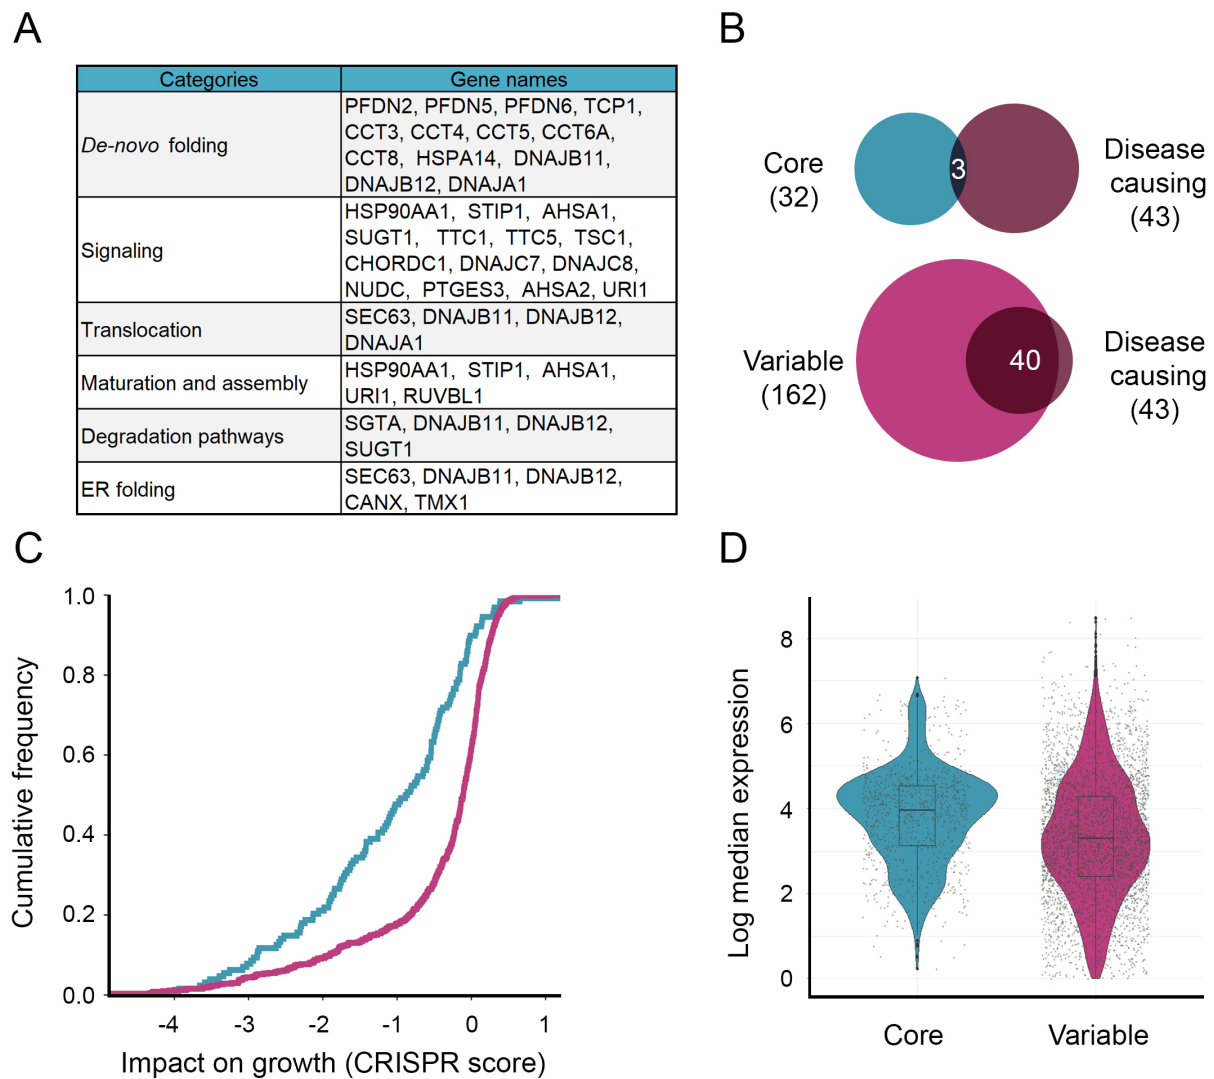 A
Categories Gene names
De-novo folding
PFDN2, PFDN5, PFDN6, TCP1,
CCT3, CCT4, CCT5, CCT6A,
CCT8, HSPA14, DNAJB11,
DNAJB12, DNAJA1
Signaling
HSP90AA1, STIP1, AHSA1,
SUGT1, TTC1, TTC5, TSC1,
CHORDC1, DNAJC7, DNAJC8,
NUDC, PTGES3, AHSA2, URI1
Translocation
SEC63, DNAJB11, DNAJB12,
DNAJA1
Maturation and assembly
HSP90AA1, STIP1, AHSA1,
URI1, RUVBL1
Degradation pathways
SGTA, DNAJB11, DNAJB12,
SUGT1
ER folding
SEC63, DNAJB11, DNAJB12,
CANX, TMX1
B
Core
(32)
3
Disease
causing
(43)
Variable
(162)
40
Disease
causing
(43)
C
Cumulative frequency
1.0
0.8
0.6
0.4
0.2
0.0
-4 -3 -2 -1 0 1
Impact on growth (CRISPR score)
D
Log median expression
8
6
4
2
0
Core Variable